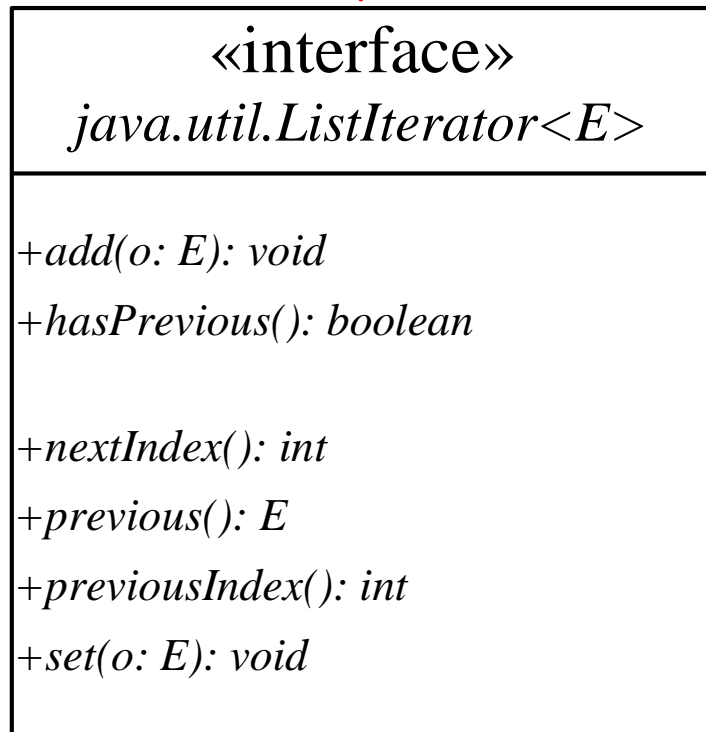 «interface»
java.util.ListIterator<E>
+add(o: E): void
+hasPrevious(): boolean
+nextIndex(): int
+previous(): E
+previousIndex(): int
+set(o: E): void